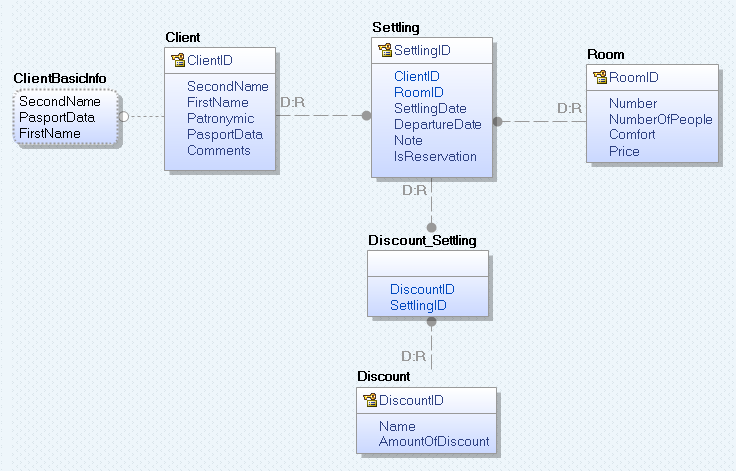 ClientBasicInfo
SecondName
PasportData
FirstName
Client
ClientID
SecondName
FirstName
Patronymic
PasportData
Comments
D:R
Settling
SettlingID
ClientID
RoomID
SettlingDate
DepartureDate
Note
IsReservation
D:R
Room
RoomID
Number
NumberOfPeople
Comfort
Price
D:R
Discount_Settling
DiscountID
SettlingID
D:R
Discount
DiscountID
Name
AmountOfDiscount